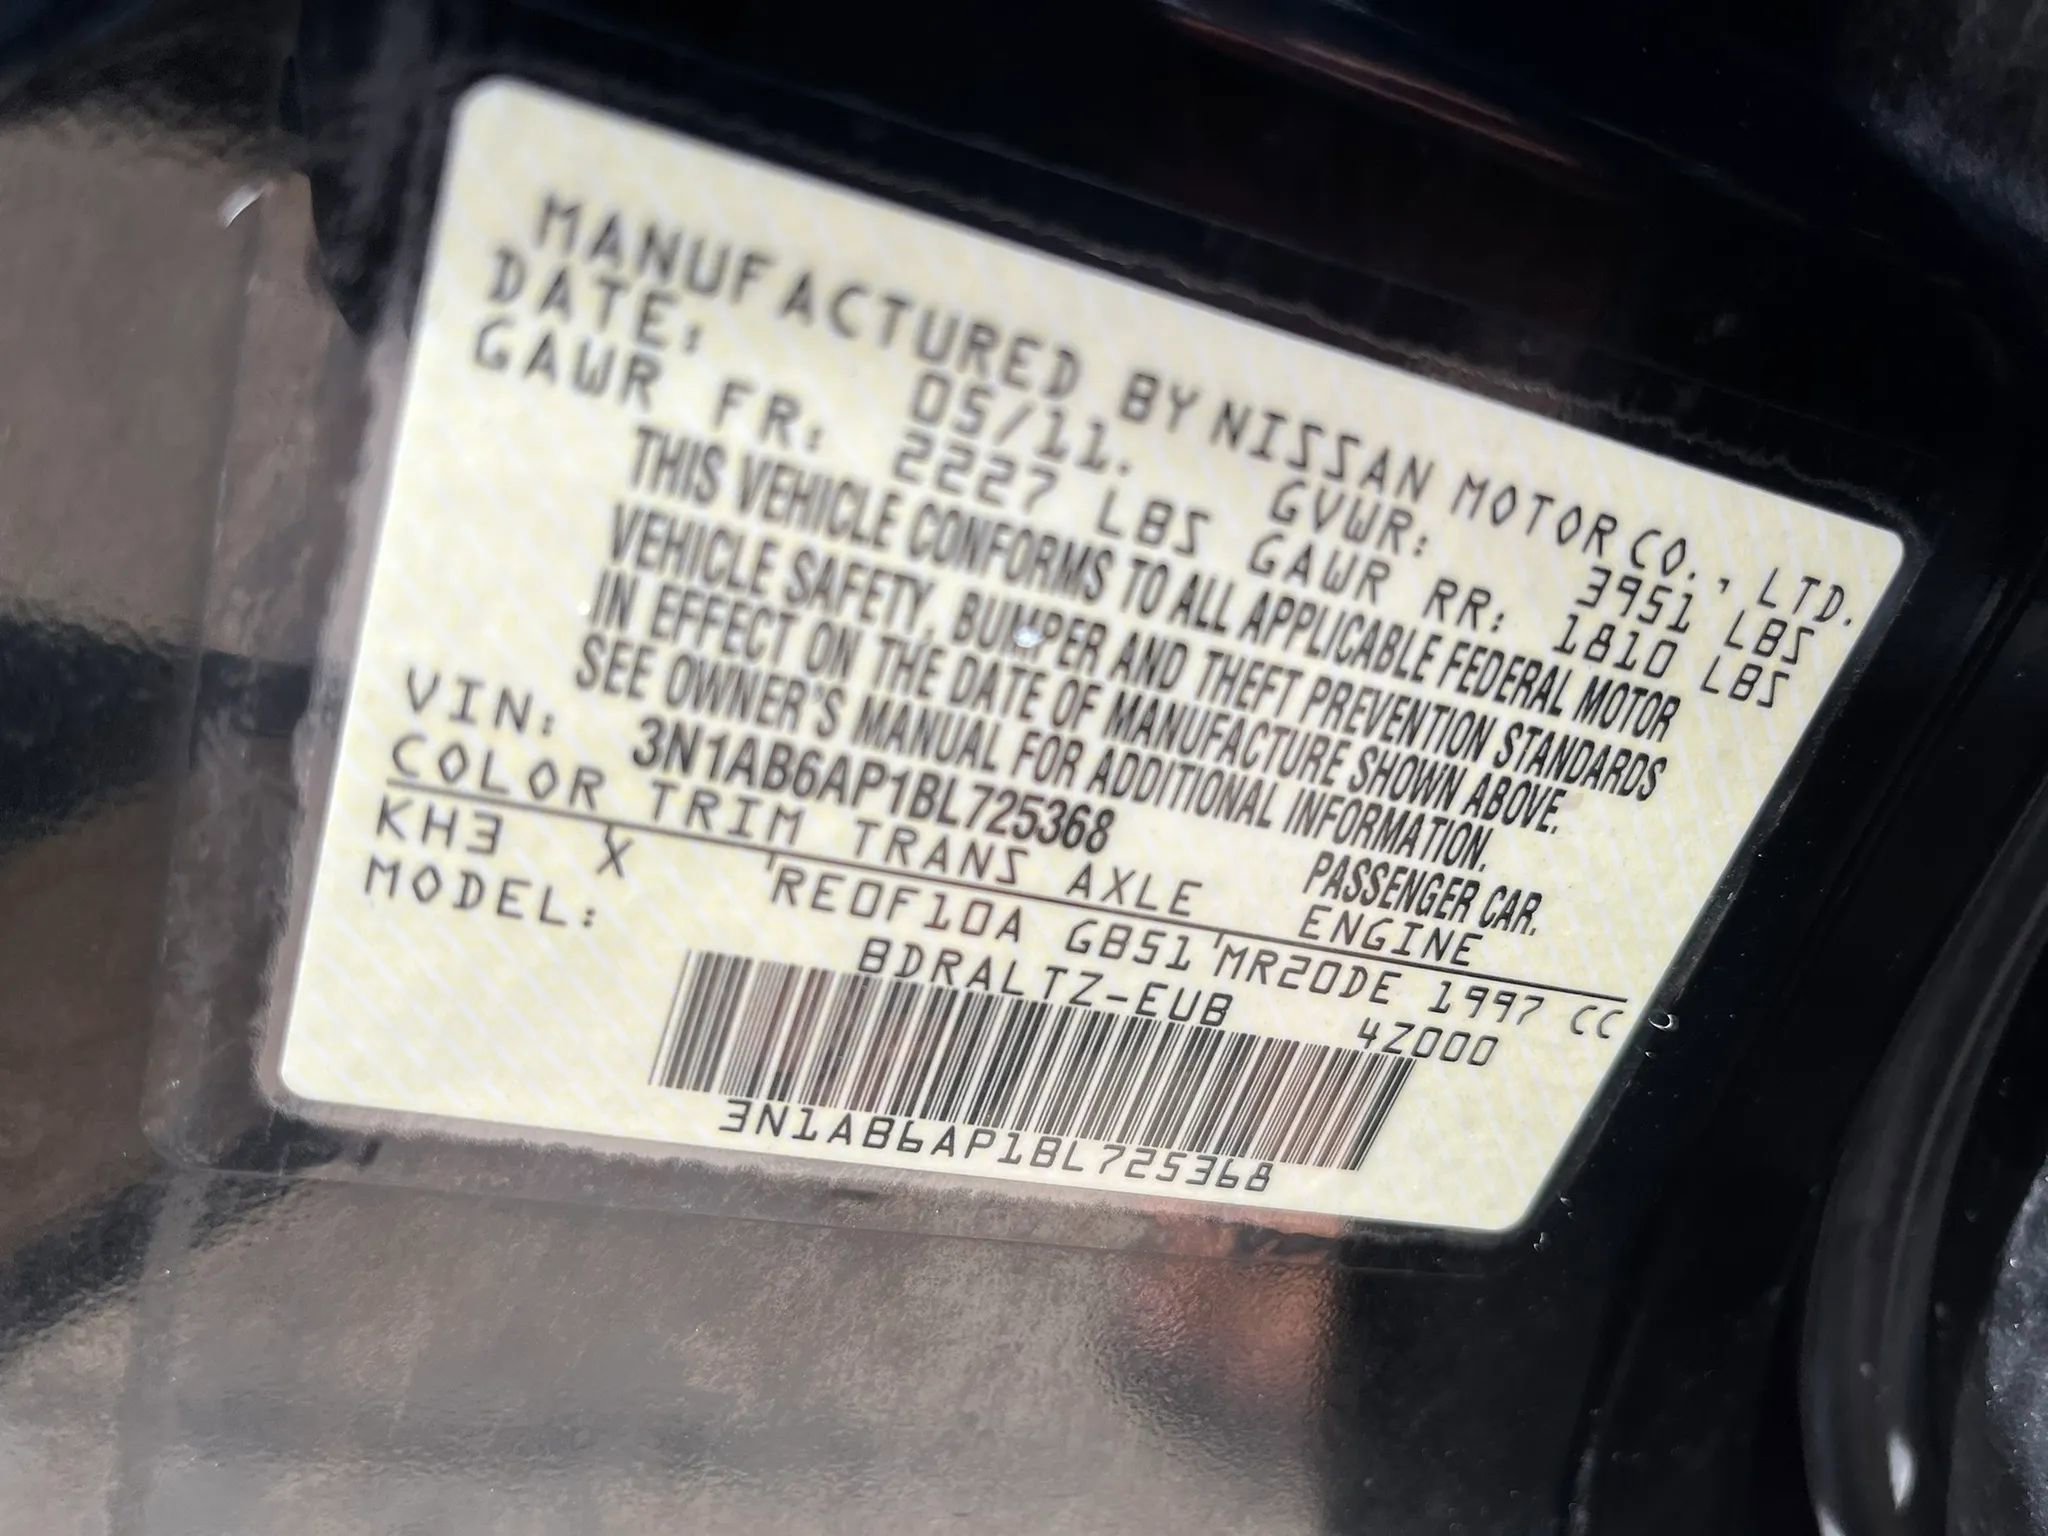 MANUFACTURED BY NISSAN MOTOR CO., LTD.
DATE: 05/11. GVWR: 3951 LBS
GAWR FR: 2227 LBS GAWR RR: 1810 LBS
THIS VEHICLE CONFORMS TO ALL APPLICABLE FEDERAL MOTOR
VEHICLE SAFETY, BUMPER AND THEFT PREVENTION STANDARDS
IN EFFECT ON THE DATE OF MANUFACTURE SHOWN ABOVE.
SEE OWNER'S MANUAL FOR ADDITIONAL INFORMATION.
VIN: 3N1AB6AP1BL725368 PASSENGER CAR.
COLOR TRIM TRANS AXLE ENGINE
KH3 X RE0F10A GB51 MR20DE 1997 CC
MODEL: BDRALTZ-EUB 4Z000
3N1AB6AP1BL725368